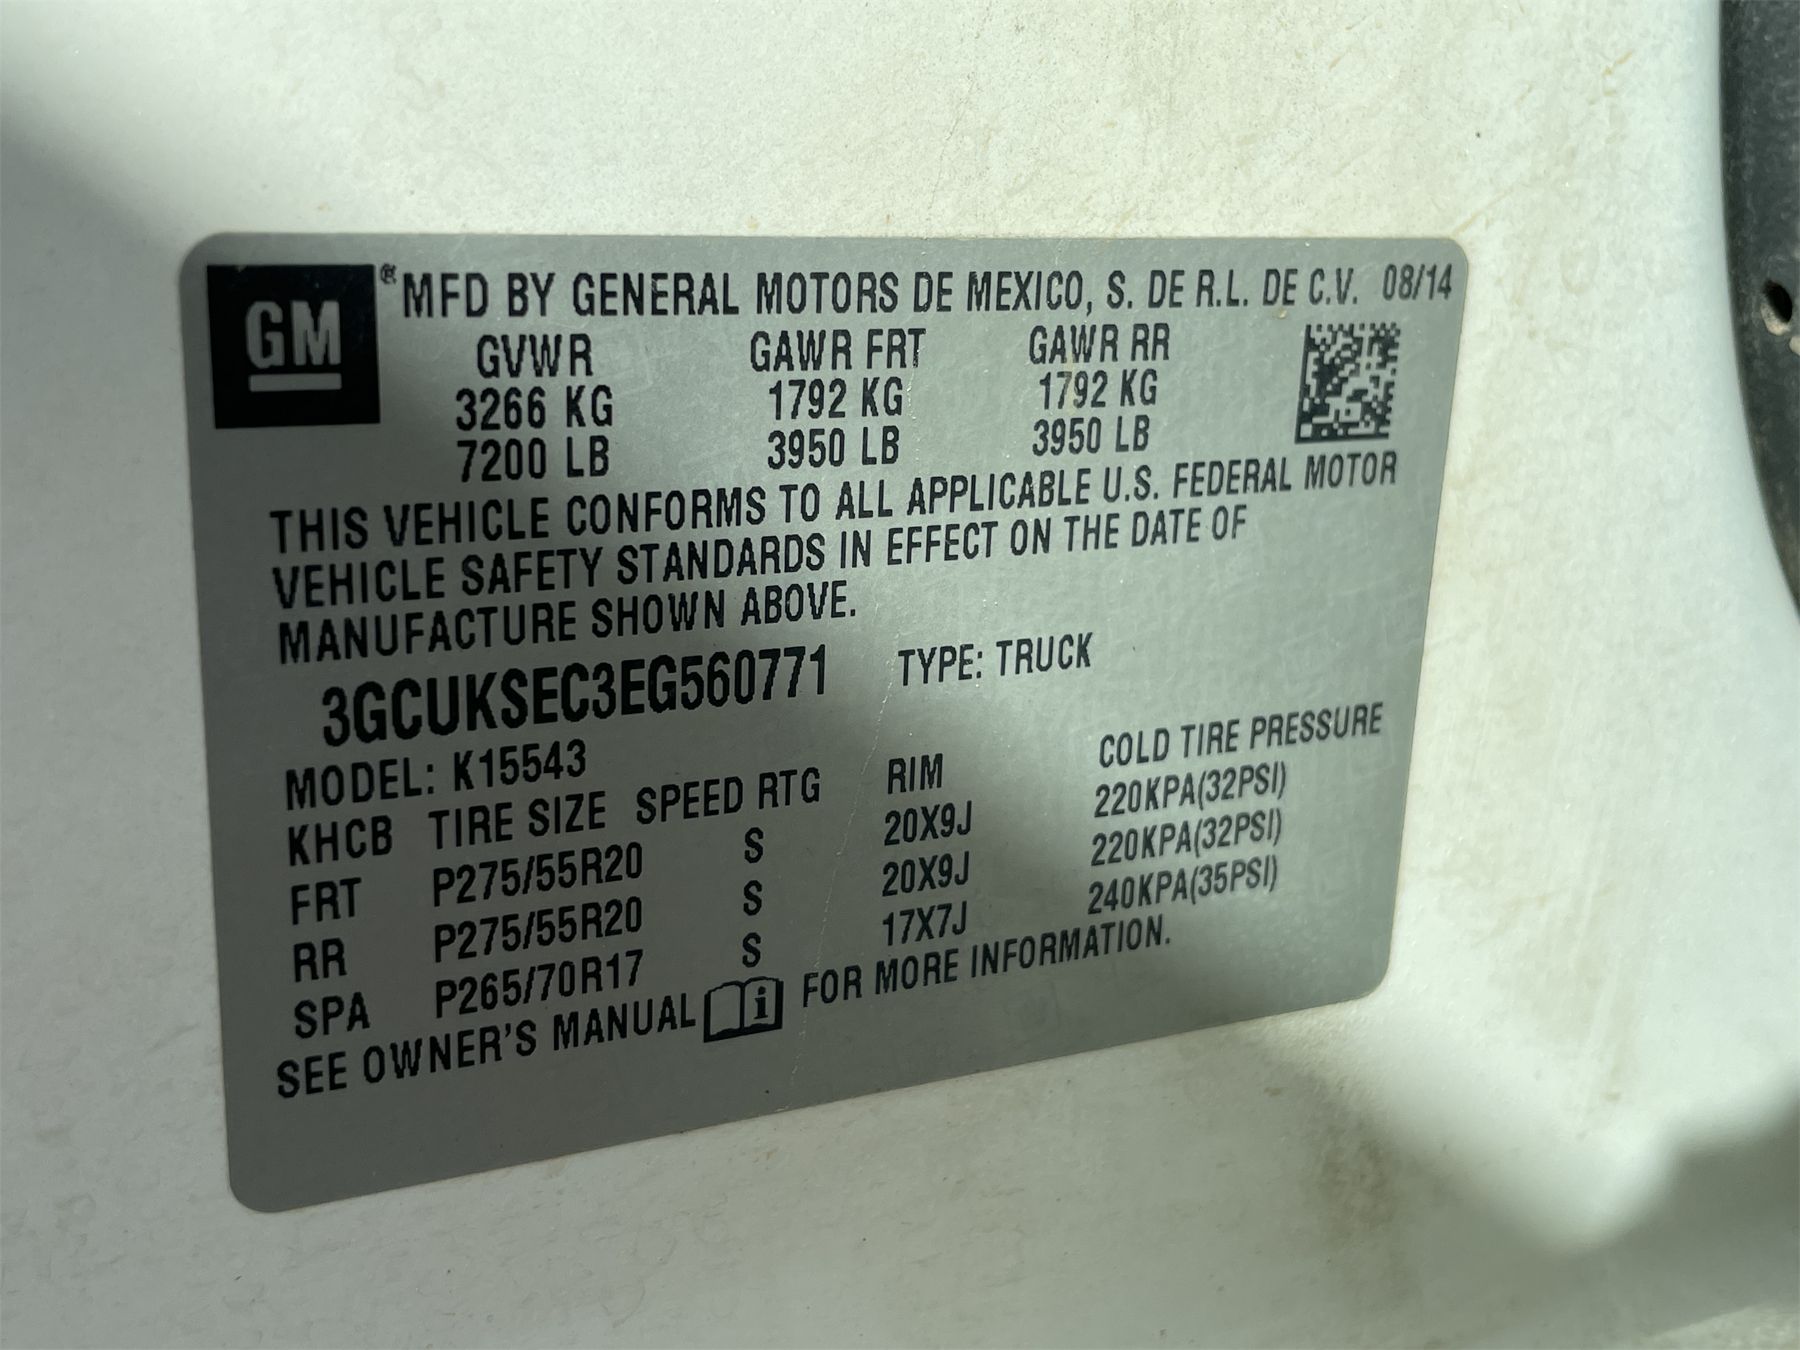 GM
® MFD BY GENERAL MOTORS DE MEXICO, S. DE R.L. DE C.V. 08/14
GVWR GAWR FRT GAWR RR
3266 KG 1792 KG 1792 KG
7200 LB 3950 LB 3950 LB
THIS VEHICLE CONFORMS TO ALL APPLICABLE U.S. FEDERAL MOTOR
VEHICLE SAFETY STANDARDS IN EFFECT ON THE DATE OF
MANUFACTURE SHOWN ABOVE.
3GCUKSEC3EG560771 TYPE: TRUCK
MODEL: K15543
KHCB TIRE SIZE SPEED RTG RIM COLD TIRE PRESSURE
FRT P275/55R20 S 20X9J 220KPA(32PSI)
RR P275/55R20 S 20X9J 220KPA(32PSI)
SPA P265/70R17 S 17X7J 240KPA(35PSI)
SEE OWNER'S MANUAL i FOR MORE INFORMATION.